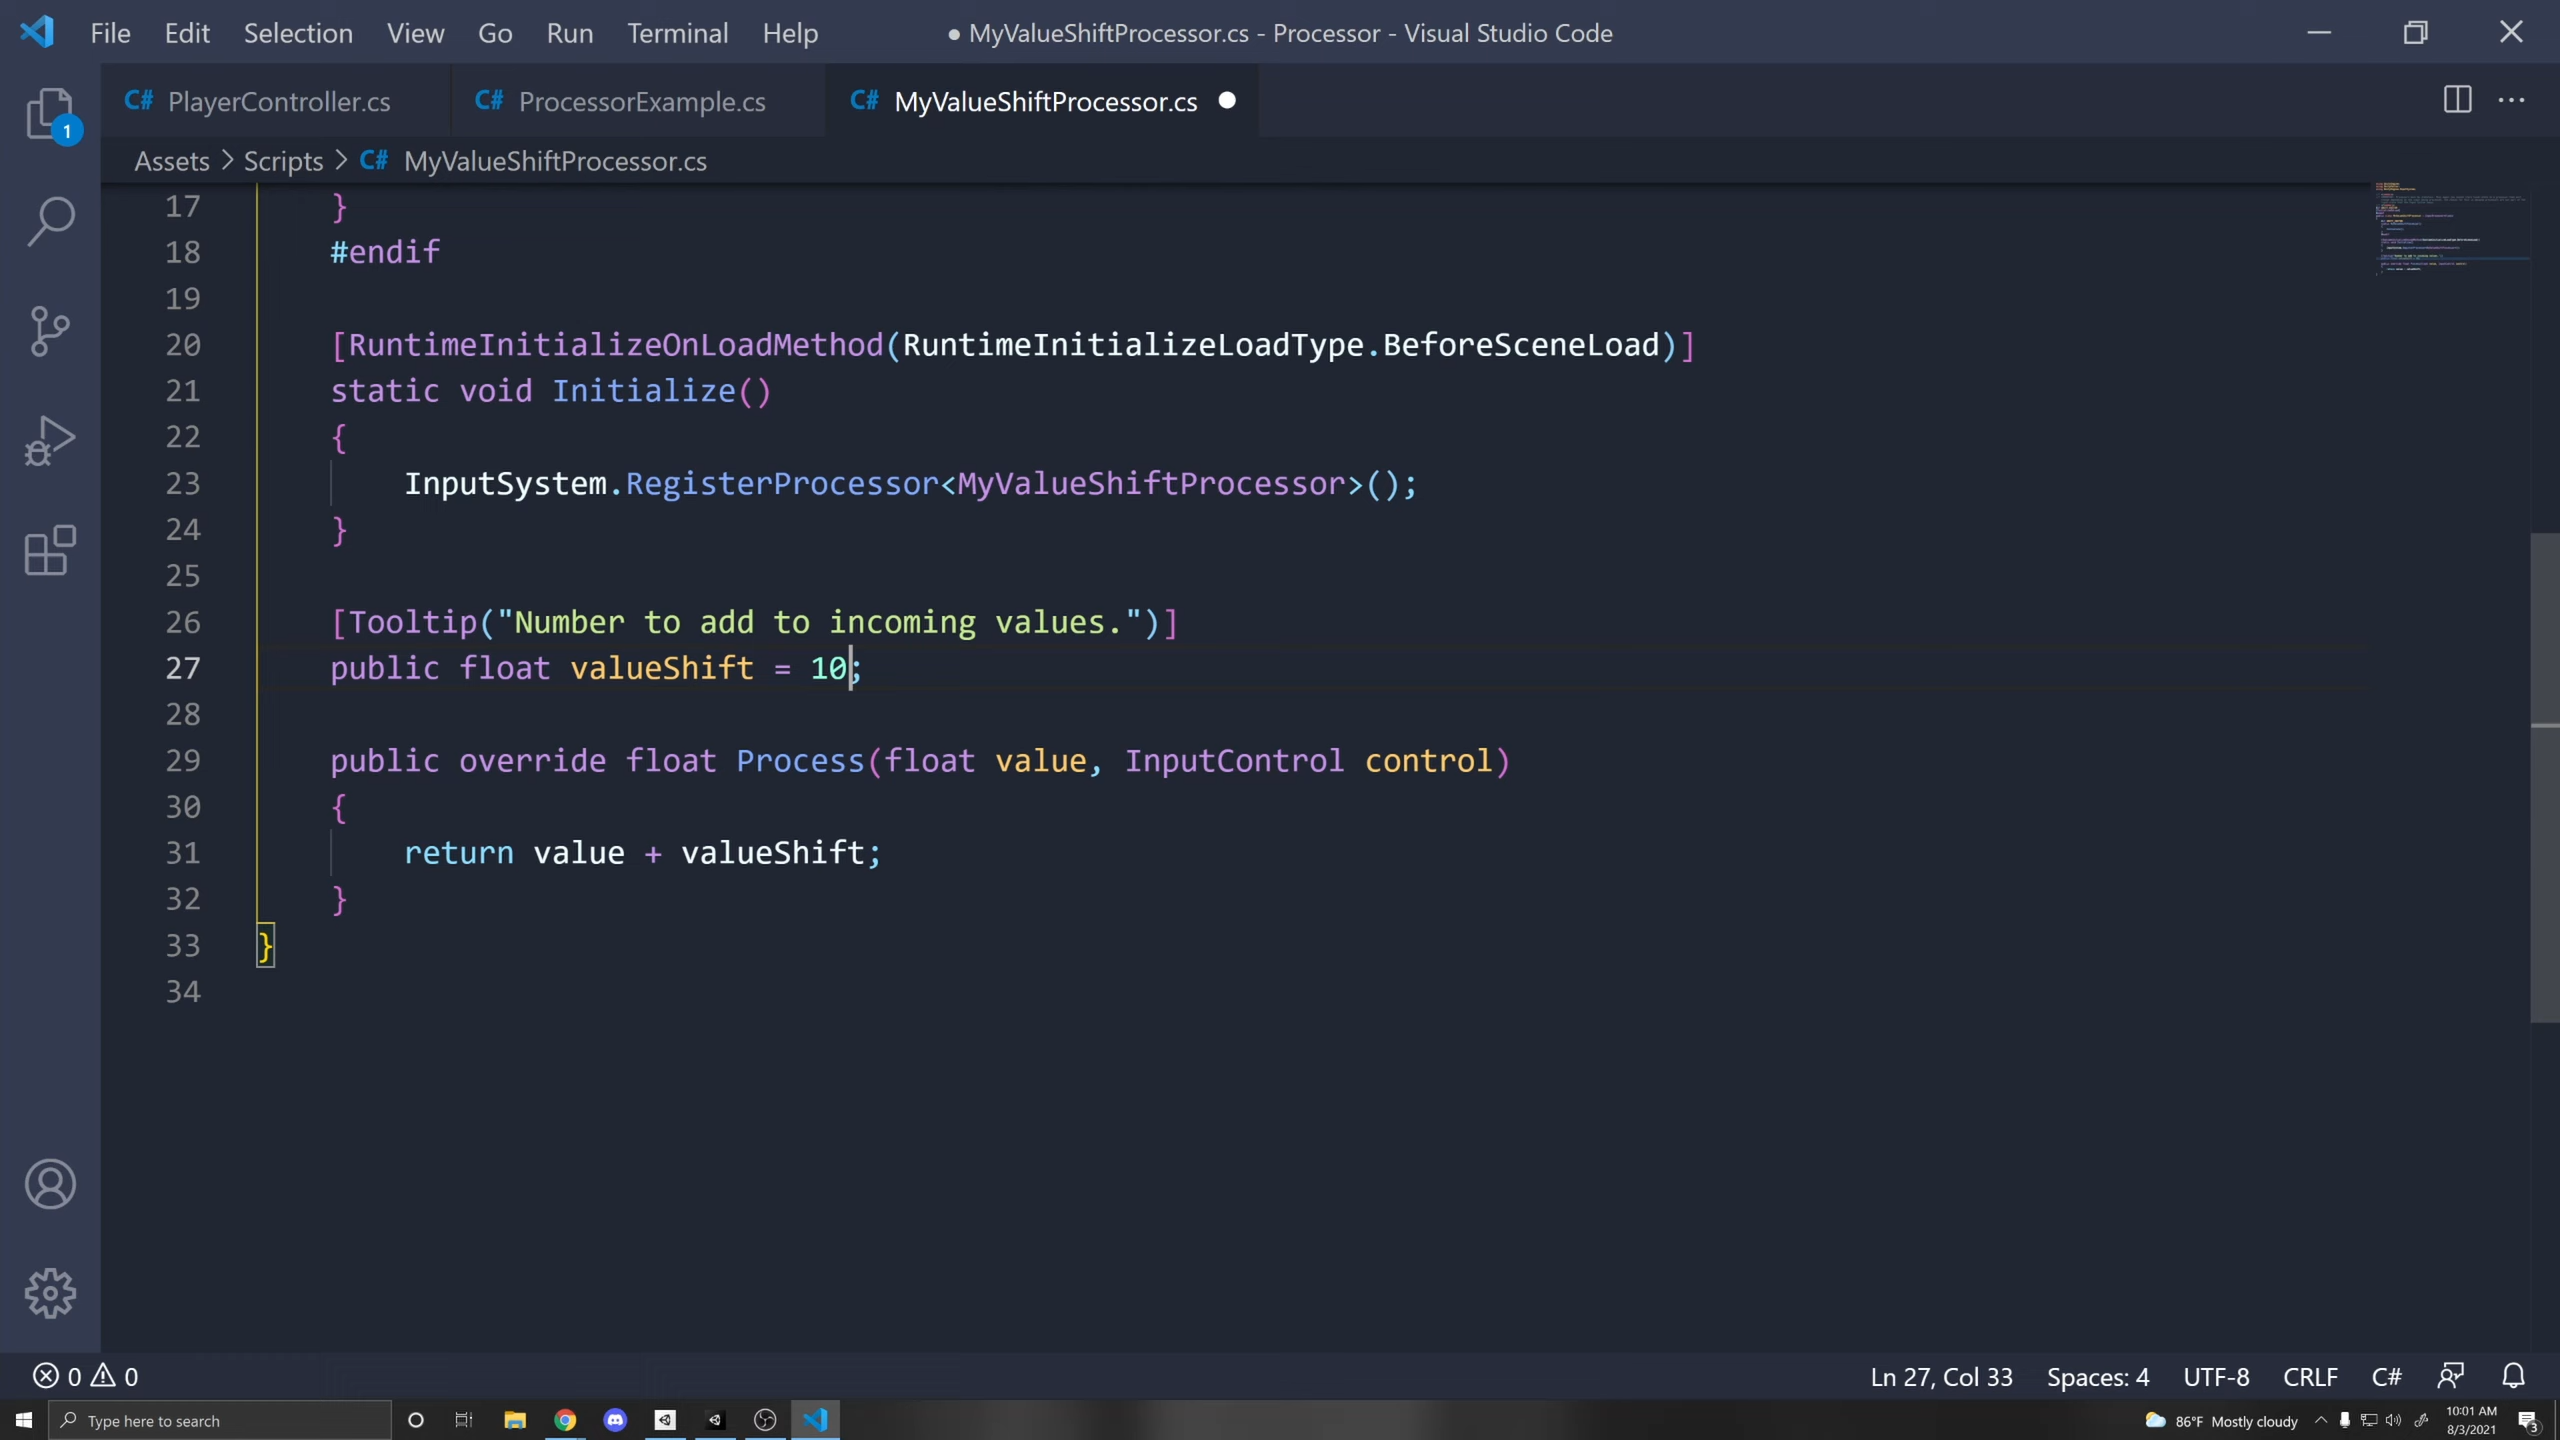 File Edit Selection View Go Run Terminal Help ● MyValueShiftProcessor.cs - Processor - Visual Studio Code
C# PlayerController.cs C# ProcessorExample.cs C# MyValueShiftProcessor.cs
1
Assets > Scripts > C# MyValueShiftProcessor.cs
17 }
18 #endif
19
20 [RuntimeInitializeOnLoadMethod(RuntimeInitializeLoadType.BeforeSceneLoad)]
21 static void Initialize()
22 {
23 InputSystem.RegisterProcessor<MyValueShiftProcessor>();
24 }
25
26 [Tooltip("Number to add to incoming values.")]
27 public float valueShift = 10;
28
29 public override float Process(float value, InputControl control)
30 {
31 return value + valueShift;
32 }
33 }
34
0 0 Ln 27, Col 33 Spaces: 4 UTF-8 CRLF C#
Type here to search 86°F Mostly cloudy 10:01 AM
8/3/2021 3